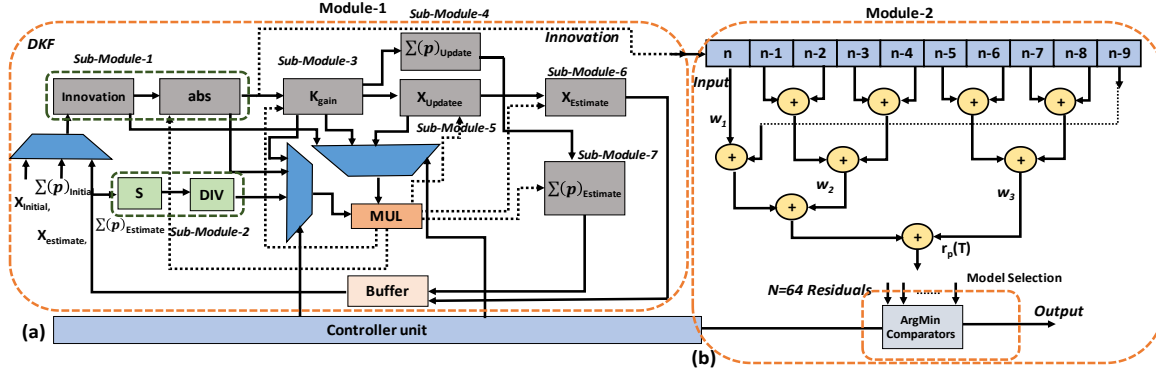 Module-1
Sub-Module-4
Module-2
DKF
Sub-Module-1
∑(p)Update
Innovation
n n-1 n-2 n-3 n-4 n-5 n-6 n-7 n-8 n-9
Sub-Module-3
Sub-Module-6
Input
Innovation
abs
Kgain
XUpdatee
XEstimate
w1
+ + + +
Sub-Module-5
Sub-Module-7
∑(p)Initial
XInitial,
S
DIV
∑(p)Estimate
+ + + +
w2
w3
∑(p)Estimate
Sub-Module-2
MUL
+
Xestimate,
+
rp(T)
Buffer
Model Selection
N=64 Residuals
.......
(a)
Controller unit
(b)
ArgMin
Comparators
Output